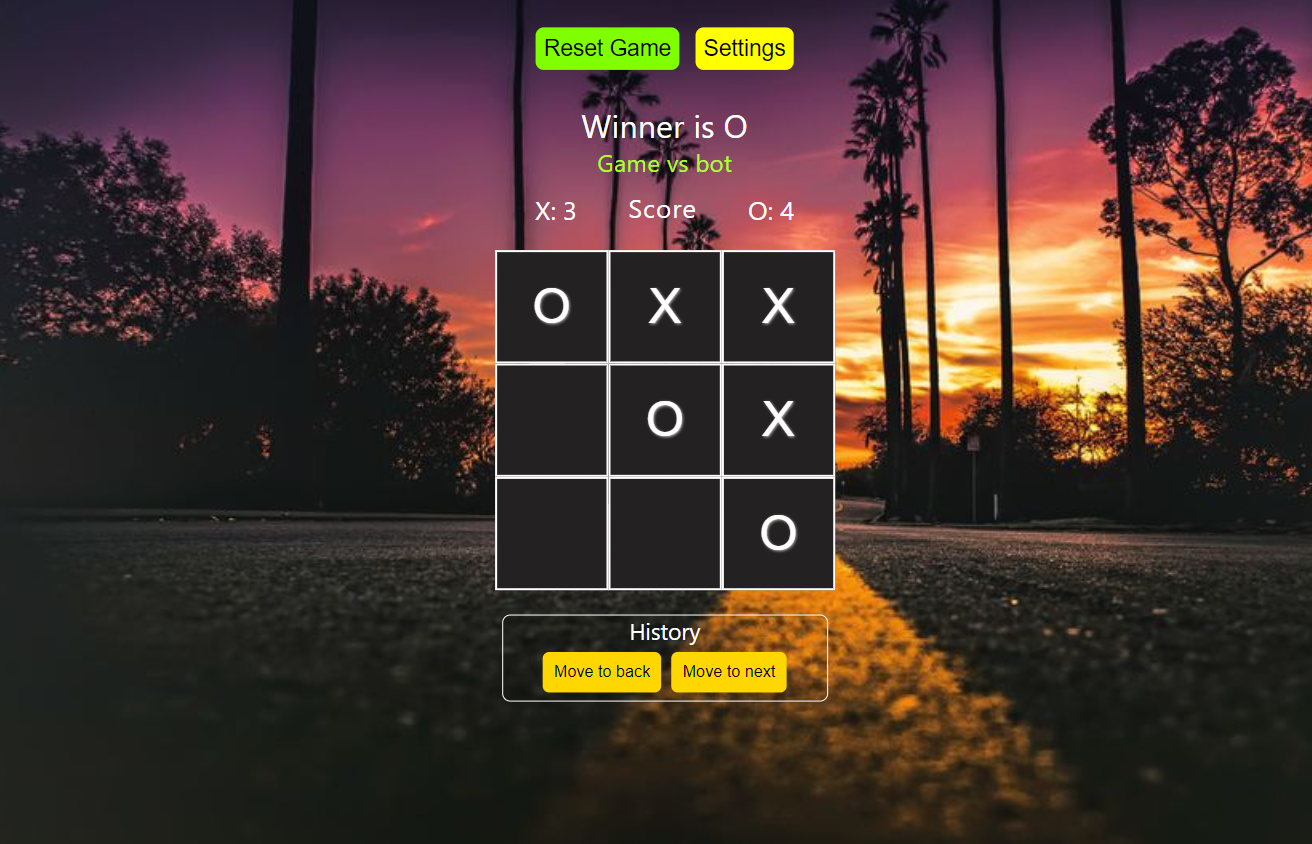 Reset Game Settings
Winner is O
Game vs bot
X: 3 Score O: 4
O X X
O X
O
History
Move to back Move to next